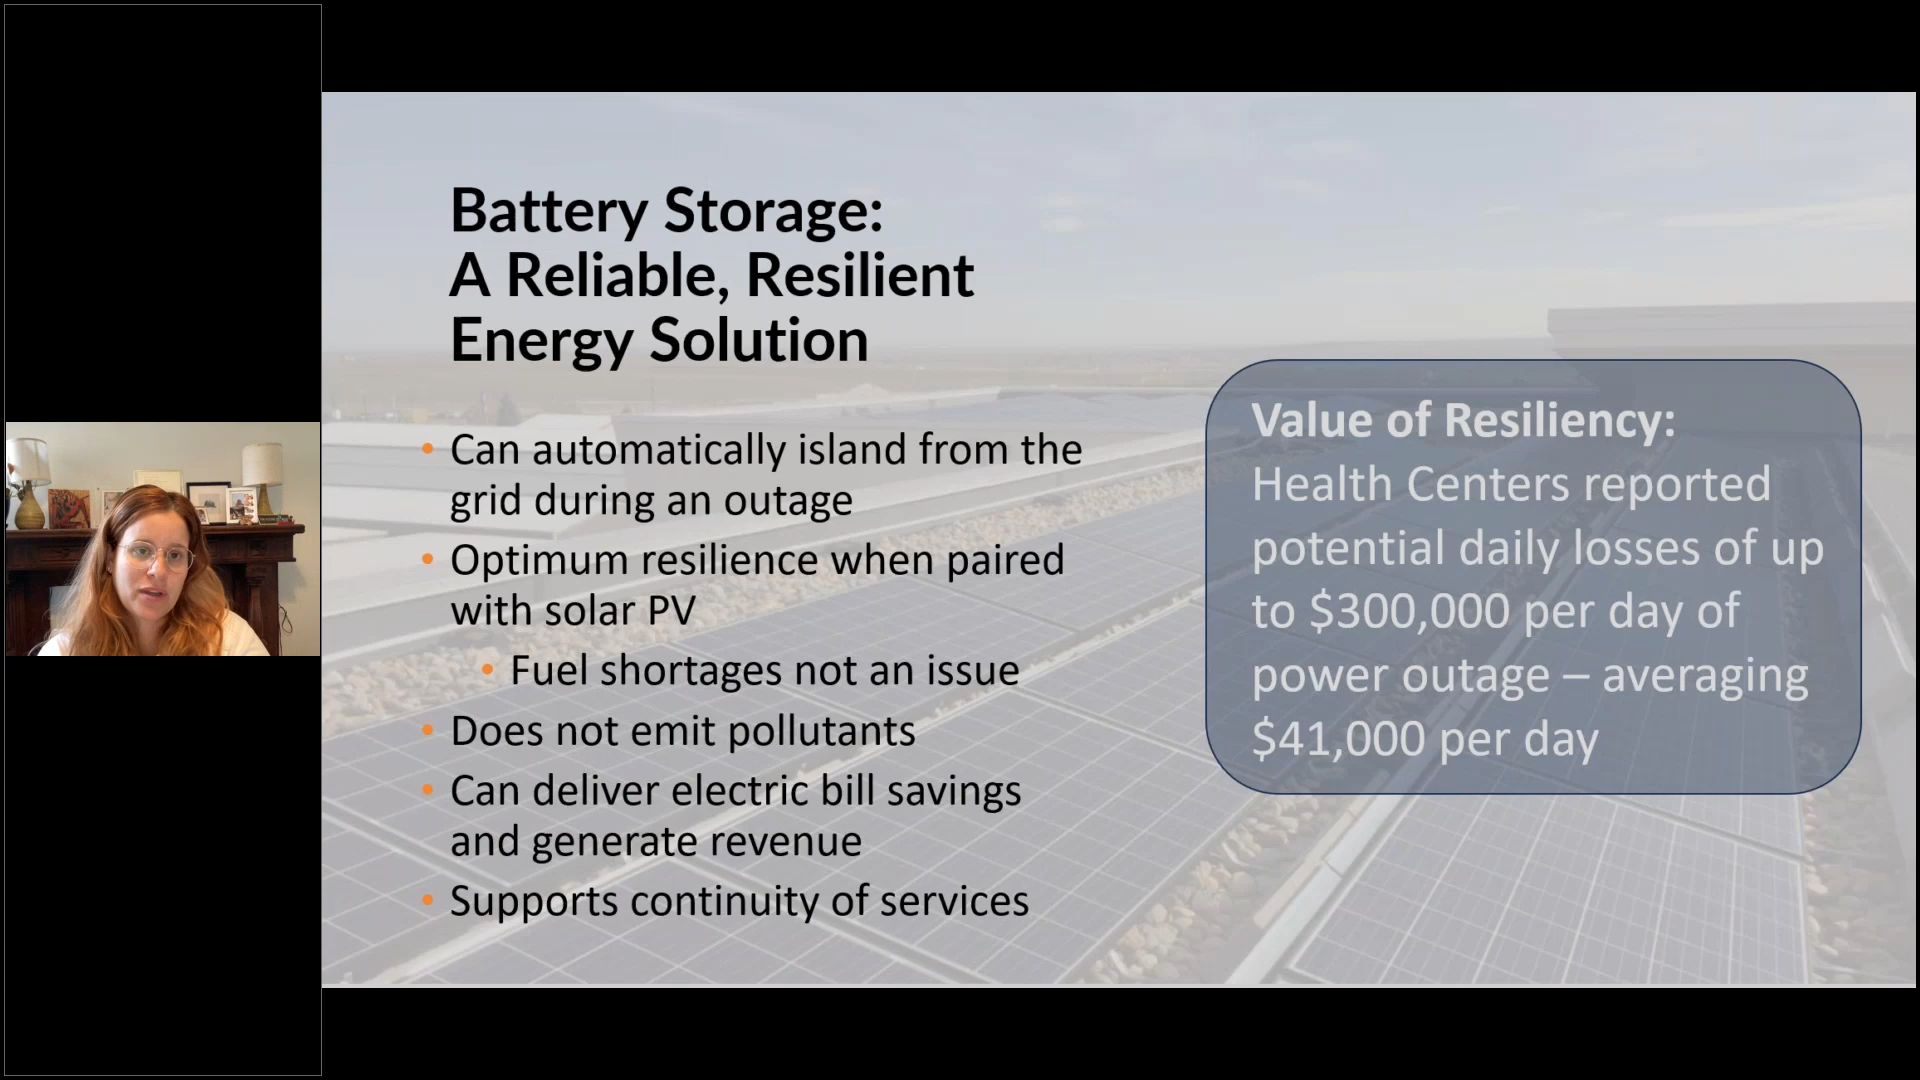 Battery Storage:
A Reliable, Resilient
Energy Solution
• Can automatically island from the
grid during an outage
• Optimum resilience when paired
with solar PV
• Fuel shortages not an issue
• Does not emit pollutants
• Can deliver electric bill savings
and generate revenue
• Supports continuity of services
Value of Resiliency:
Health Centers reported
potential daily losses of up
to $300,000 per day of
power outage – averaging
$41,000 per day